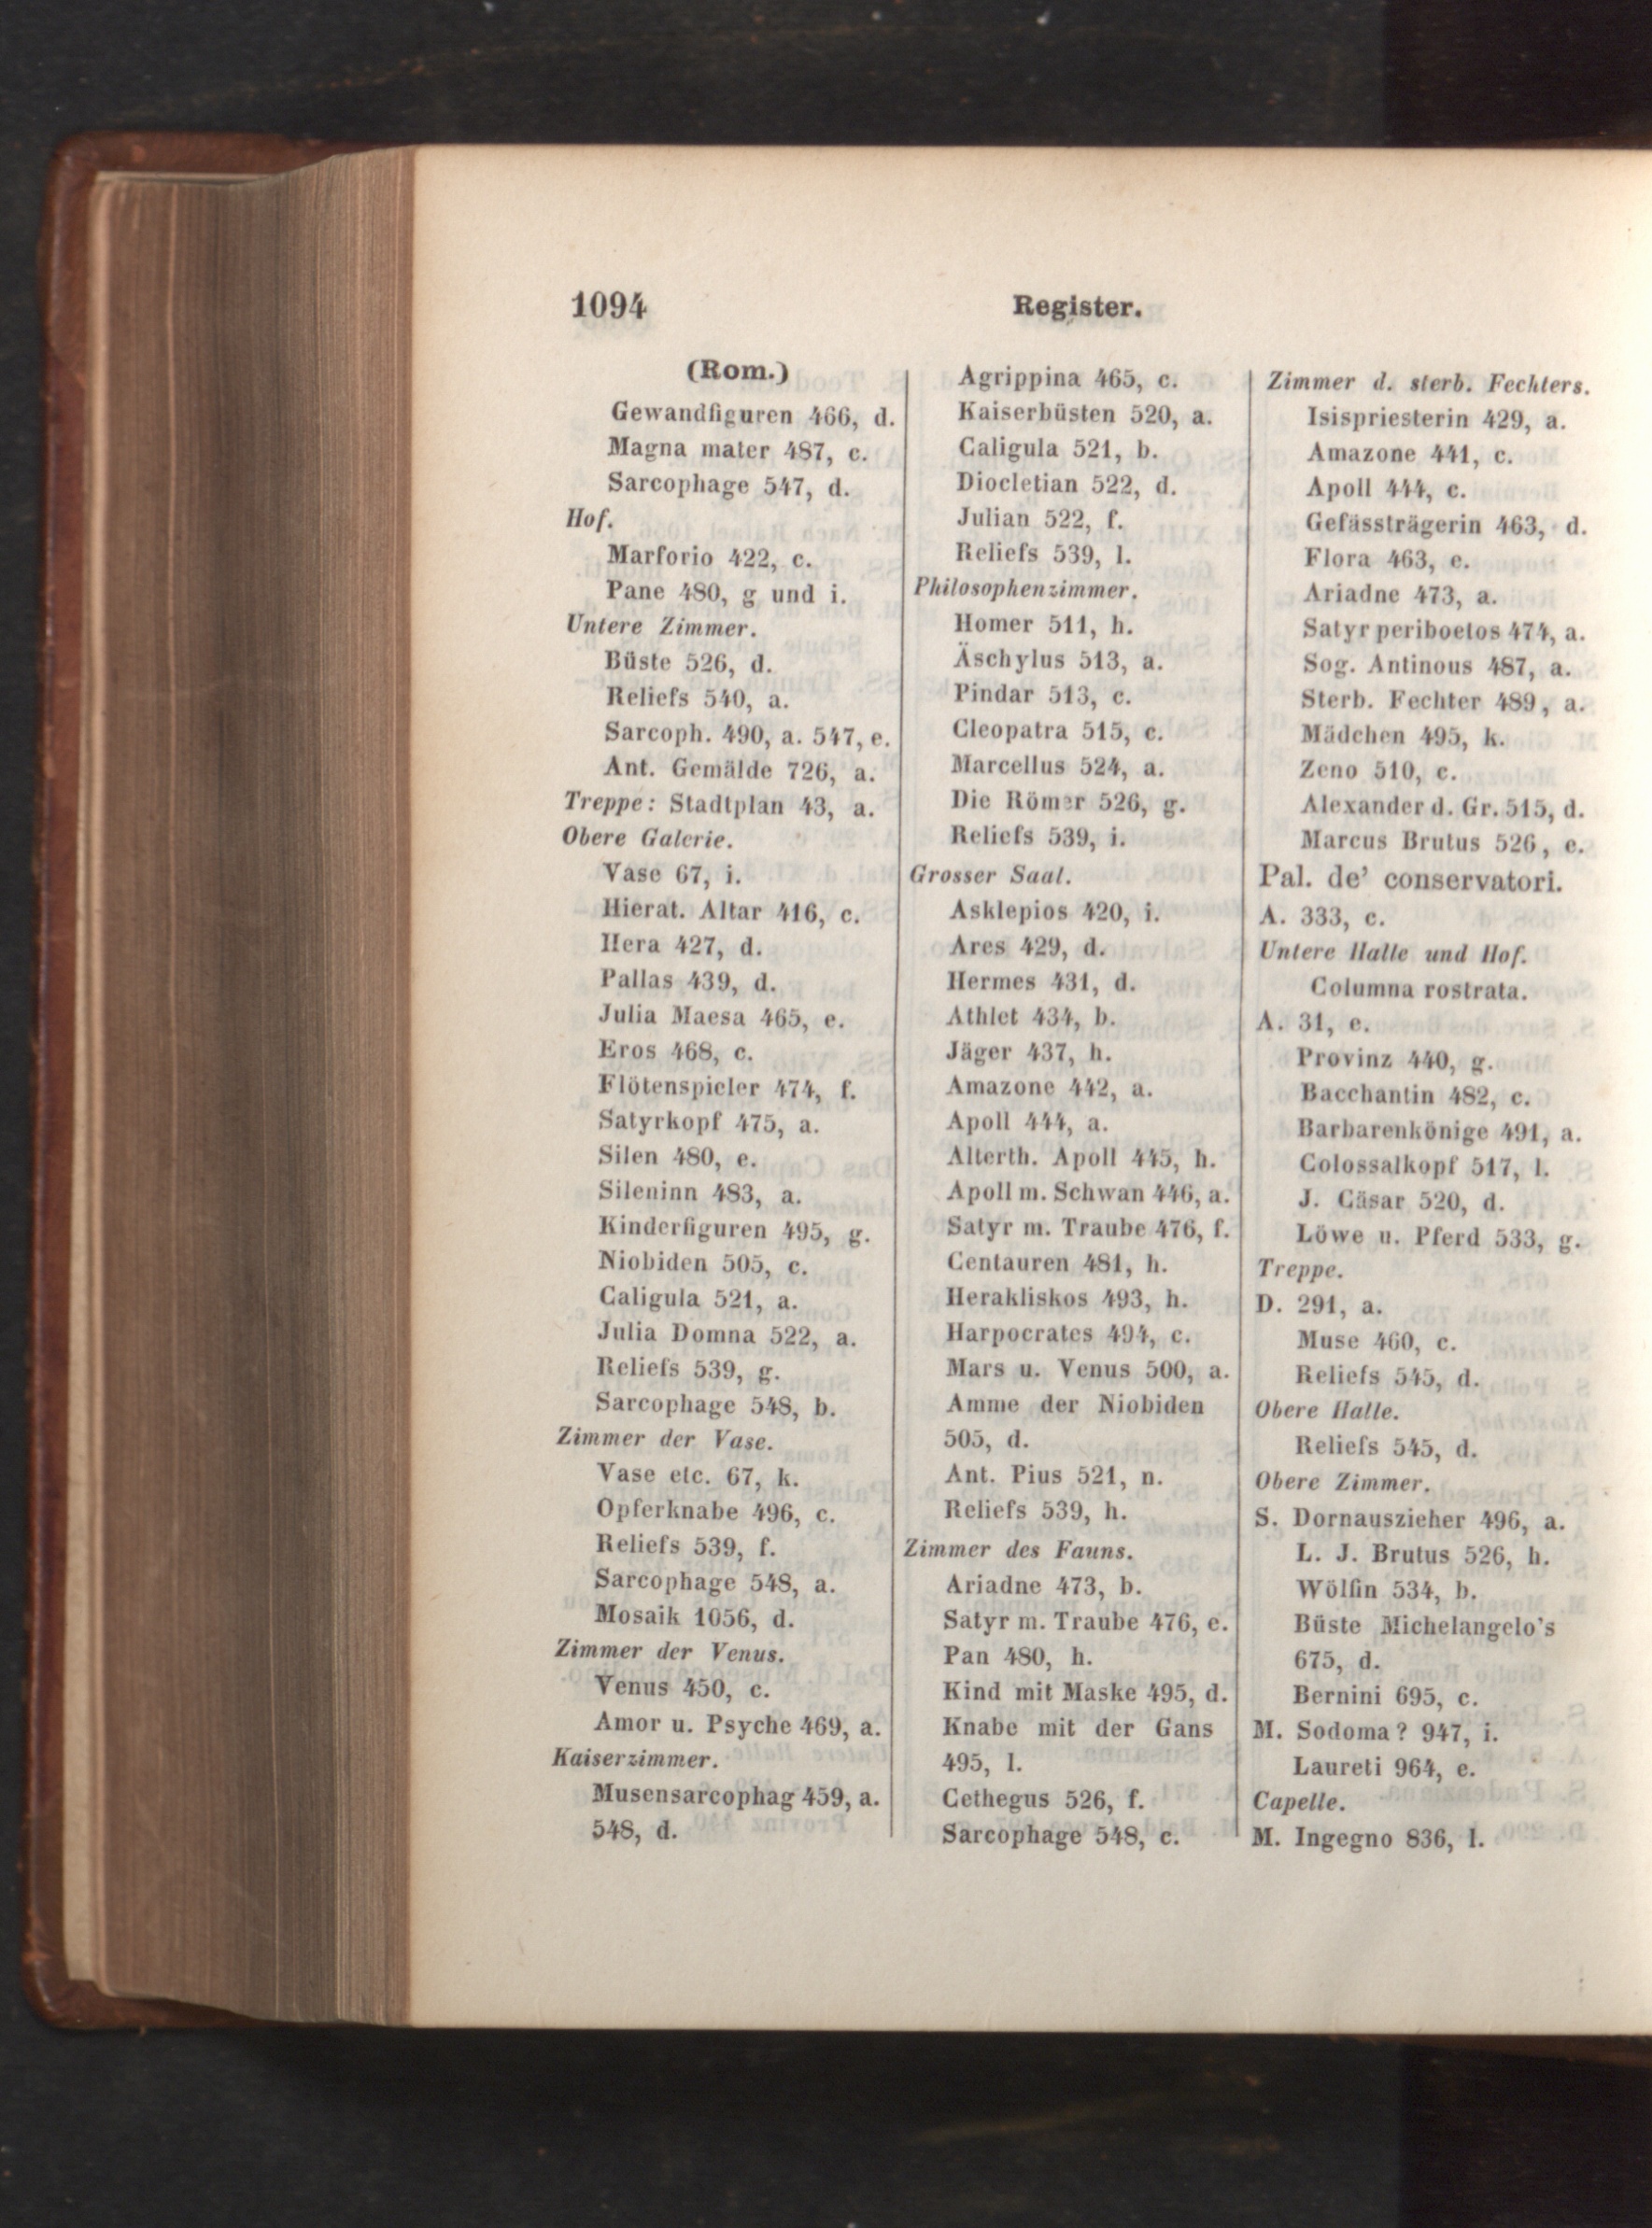 1094
Register.
(Rom.)
Gewandfiguren 466, d.
Magna mater 487, c.
Sarcophage 547, d.
Hof.
Marforio 422, c.
Pane 480, g und i.
Untere Zimmer.
Büste 526, d.
Reliefs 540, a.
Sarcoph. 490, a. 547, e.
Ant. Gemälde 726, a.
Treppe: Stadtplan 43, a.
Obere Galerie.
Vase 67, i.
Hierat. Altar 416, c.
Hera 427, d.
Pallas 439, d.
Julia Maesa 465, e.
Eros 468, c.
Flötenspieler 474, f.
Satyrkopf 475, a.
Silen 480, e.
Sileninn 483, a.
Kinderfiguren 495, g.
Niobiden 505, c.
Caligula 521, a.
Julia Domna 522, a.
Reliefs 539, g.
Sarcophage 548, b.
Zimmer der Vase.
Vase etc. 67, k.
Opferknabe 496, c.
Reliefs 539, f.
Sarcophage 548, a.
Mosaik 1056, d.
Zimmer der Venus.
Venus 450, c.
Amor u. Psyche 469, a.
Kaiserzimmer.
Musensarcophag 459, a.
548, d.
Agrippina 465, c.
Kaiserbüsten 520, a.
Caligula 521, b.
Diocletian 522, d.
Julian 522, f.
Reliefs 539, l.
Philosophenzimmer.
Homer 511, h.
Äschylus 513, a.
Pindar 513, c.
Cleopatra 515, c.
Marcellus 524, a.
Die Römer 526, g.
Reliefs 539, i.
Grosser Saal.
Asklepios 420, i.
Ares 429, d.
Hermes 431, d.
Athlet 434, b.
Jäger 437, h.
Amazone 442, a.
Apoll 444, a.
Alterth. Apoll 445, h.
Apoll m. Schwan 446, a.
Satyr m. Traube 476, f.
Centauren 481, h.
Herakliskos 493, h.
Harpocrates 494, c.
Mars u. Venus 500, a.
Amme der Niobiden
505, d.
Ant. Pius 521, n.
Reliefs 539, h.
Zimmer des Fauns.
Ariadne 473, b.
Satyr m. Traube 476, e.
Pan 480, h.
Kind mit Maske 495, d.
Knabe mit der Gans
495, l.
Cethegus 526, f.
Sarcophage 548, c.
Zimmer d. sterb. Fechters.
Isispriesterin 429, a.
Amazone 441, c.
Apoll 444, c.
Gefässträgerin 463, d.
Flora 463, e.
Ariadne 473, a.
Satyr periboetos 474, a.
Sog. Antinous 487, a.
Sterb. Fechter 489, a.
Mädchen 495, k.
Zeno 510, c.
Alexander d. Gr. 515, d.
Marcus Brutus 526, e.
Pal. de' conservatori.
A. 333, c.
Untere Halle und Hof.
Columna rostrata.
A. 31, e.
Provinz 440, g.
Bacchantin 482, c.
Barbarenkönige 491, a.
Colossalkopf 517, l.
J. Cäsar 520, d.
Löwe u. Pferd 533, g.
Treppe.
D. 291, a.
Muse 460, c.
Reliefs 545, d.
Obere Halle.
Reliefs 545, d.
Obere Zimmer.
S. Dornauszieher 496, a.
L. J. Brutus 526, h.
Wölfin 534, b.
Büste Michelangelo's
675, d.
Bernini 695, c.
M. Sodoma? 947, i.
Laureti 964, e.
Capelle.
M. Ingegno 836, l.